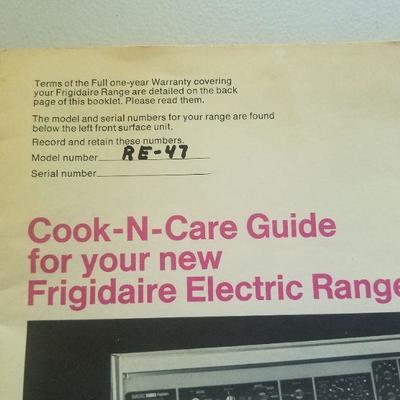 Terms of the Full one-year Warranty covering
your Frigidaire Range are detailed on the back
page of this booklet. Please read them.
The model and serial numbers for your range are found
below the left front surface unit.
Record and retain these numbers.
Model number RE-47
Serial number
Cook-N-Care Guide
for your new
Frigidaire Electric Range